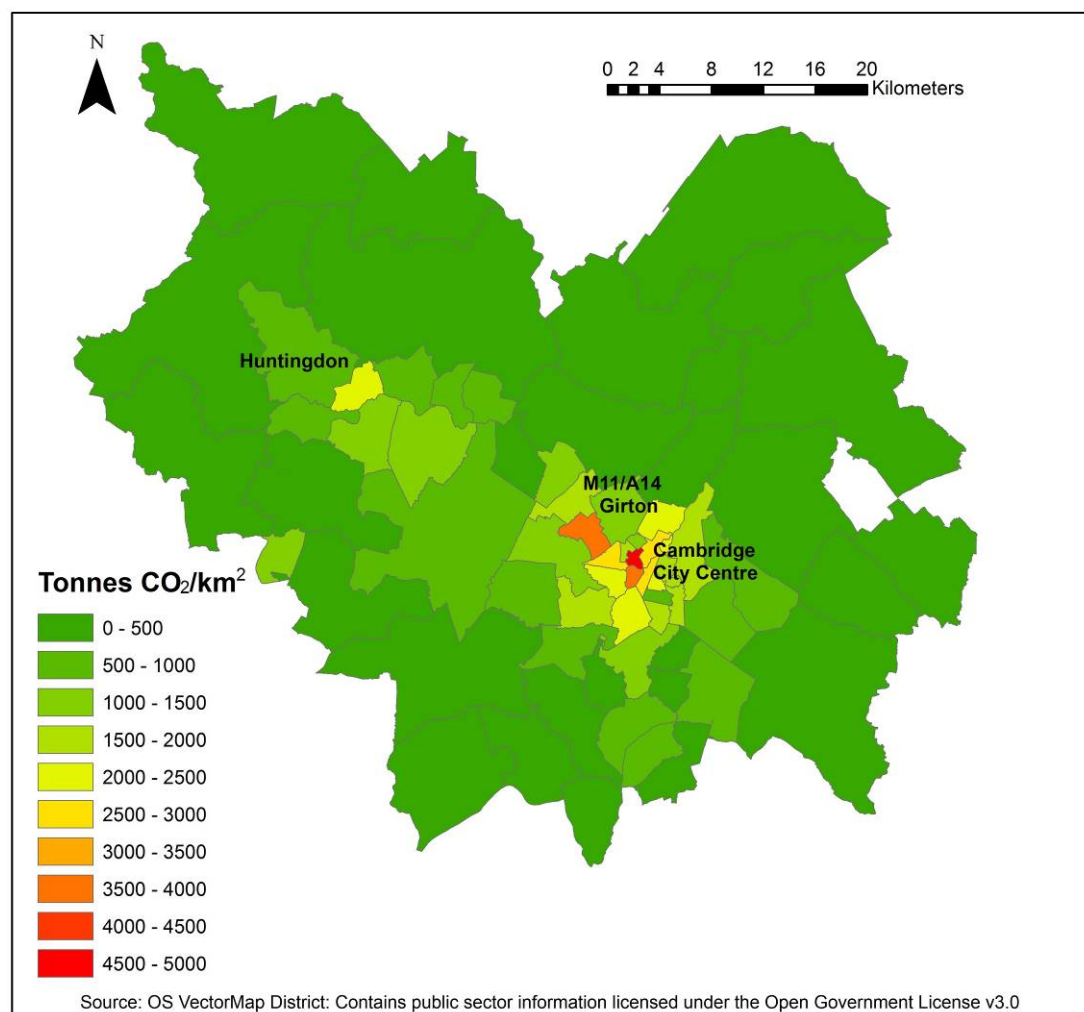 N
0 2 4 8 12 16 20
Kilometers
Huntingdon
M11/A14
Girton
Cambridge
City Centre
Tonnes CO₂/km²
0 - 500
500 - 1000
1000 - 1500
1500 - 2000
2000 - 2500
2500 - 3000
3000 - 3500
3500 - 4000
4000 - 4500
4500 - 5000
Source: OS VectorMap District: Contains public sector information licensed under the Open Government License v3.0